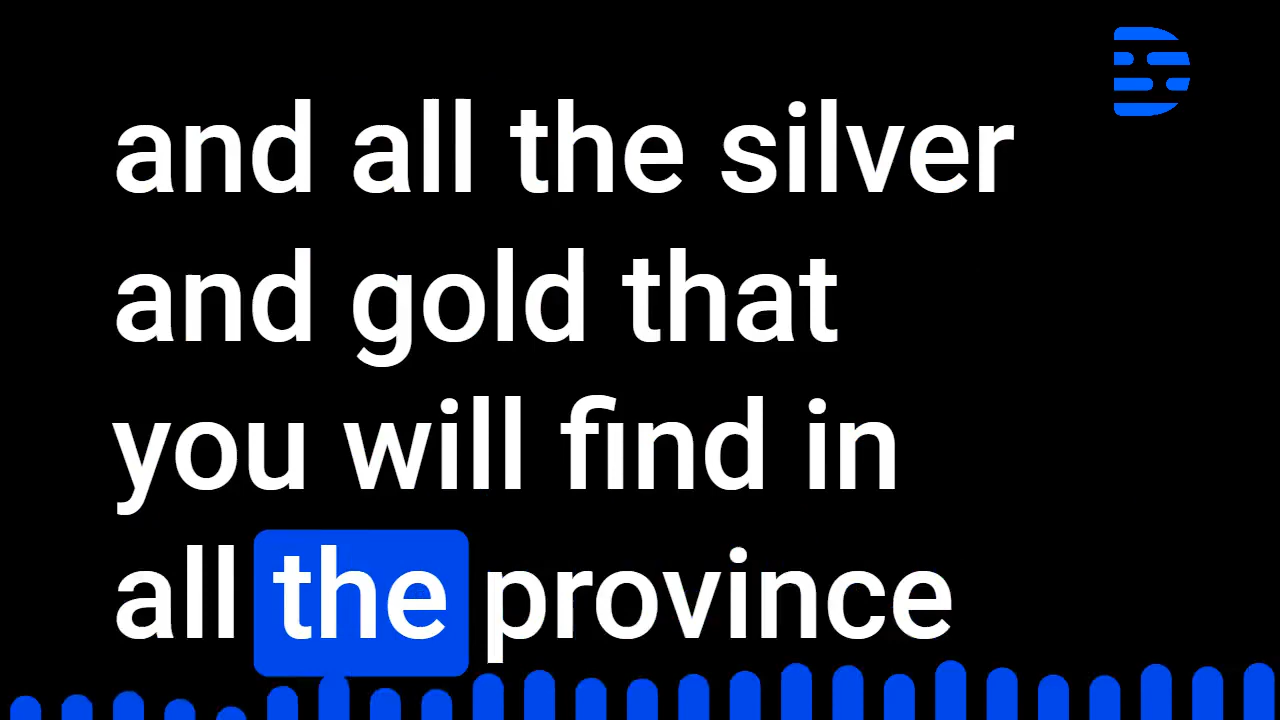 and all the silver
and gold that
you will find in
all the province